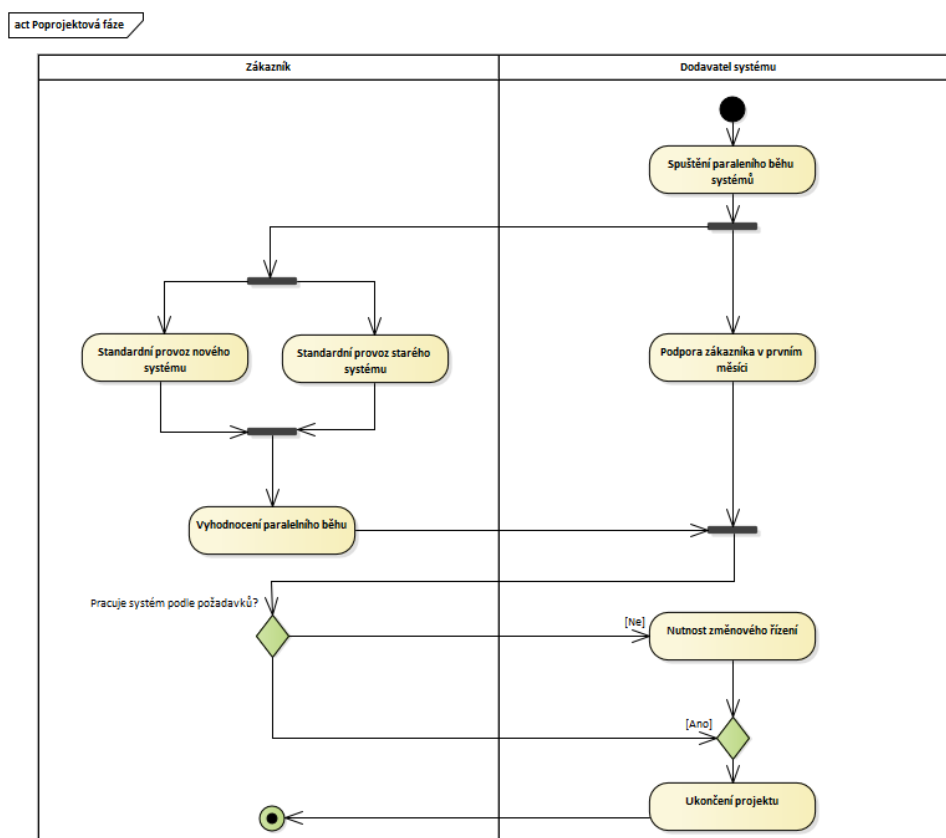 act Poprojektová fáze
Zákazník
Dodavatel systému
Spuštění paraleního běhu
systémů
Standardní provoz nového
systému
Standardní provoz starého
systému
Podpora zákazníka v prvním
měsíci
Vyhodnocení paralelního běhu
Pracuje systém podle požadavků?
[Ne]
Nutnost změnového řízení
[Ano]
Ukončení projektu